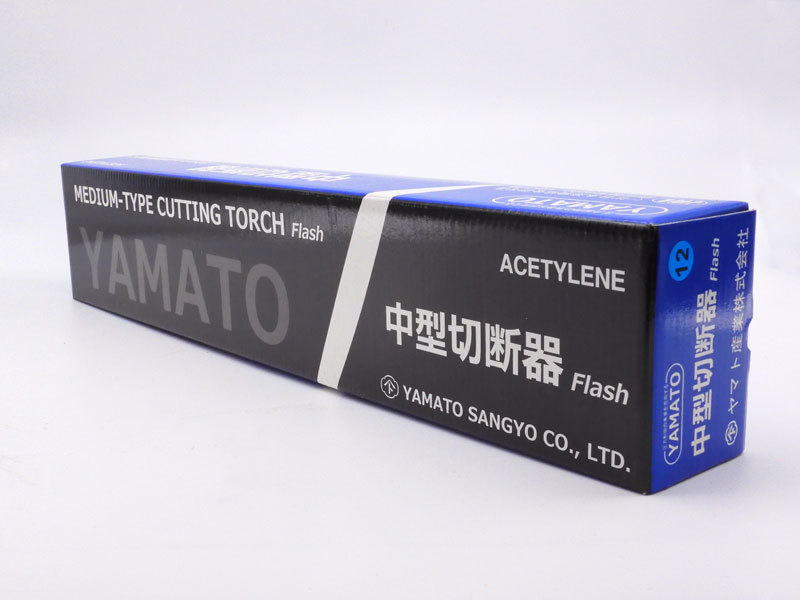 MEDIUM-TYPE CUTTING TORCH Flash
YAMATO
ACETYLENE
中型切断器 Flash
YAMATO SANGYO CO., LTD.
YAMATO
12
YAMATO
中型切断器 Flash
ヤマト産業株式会社